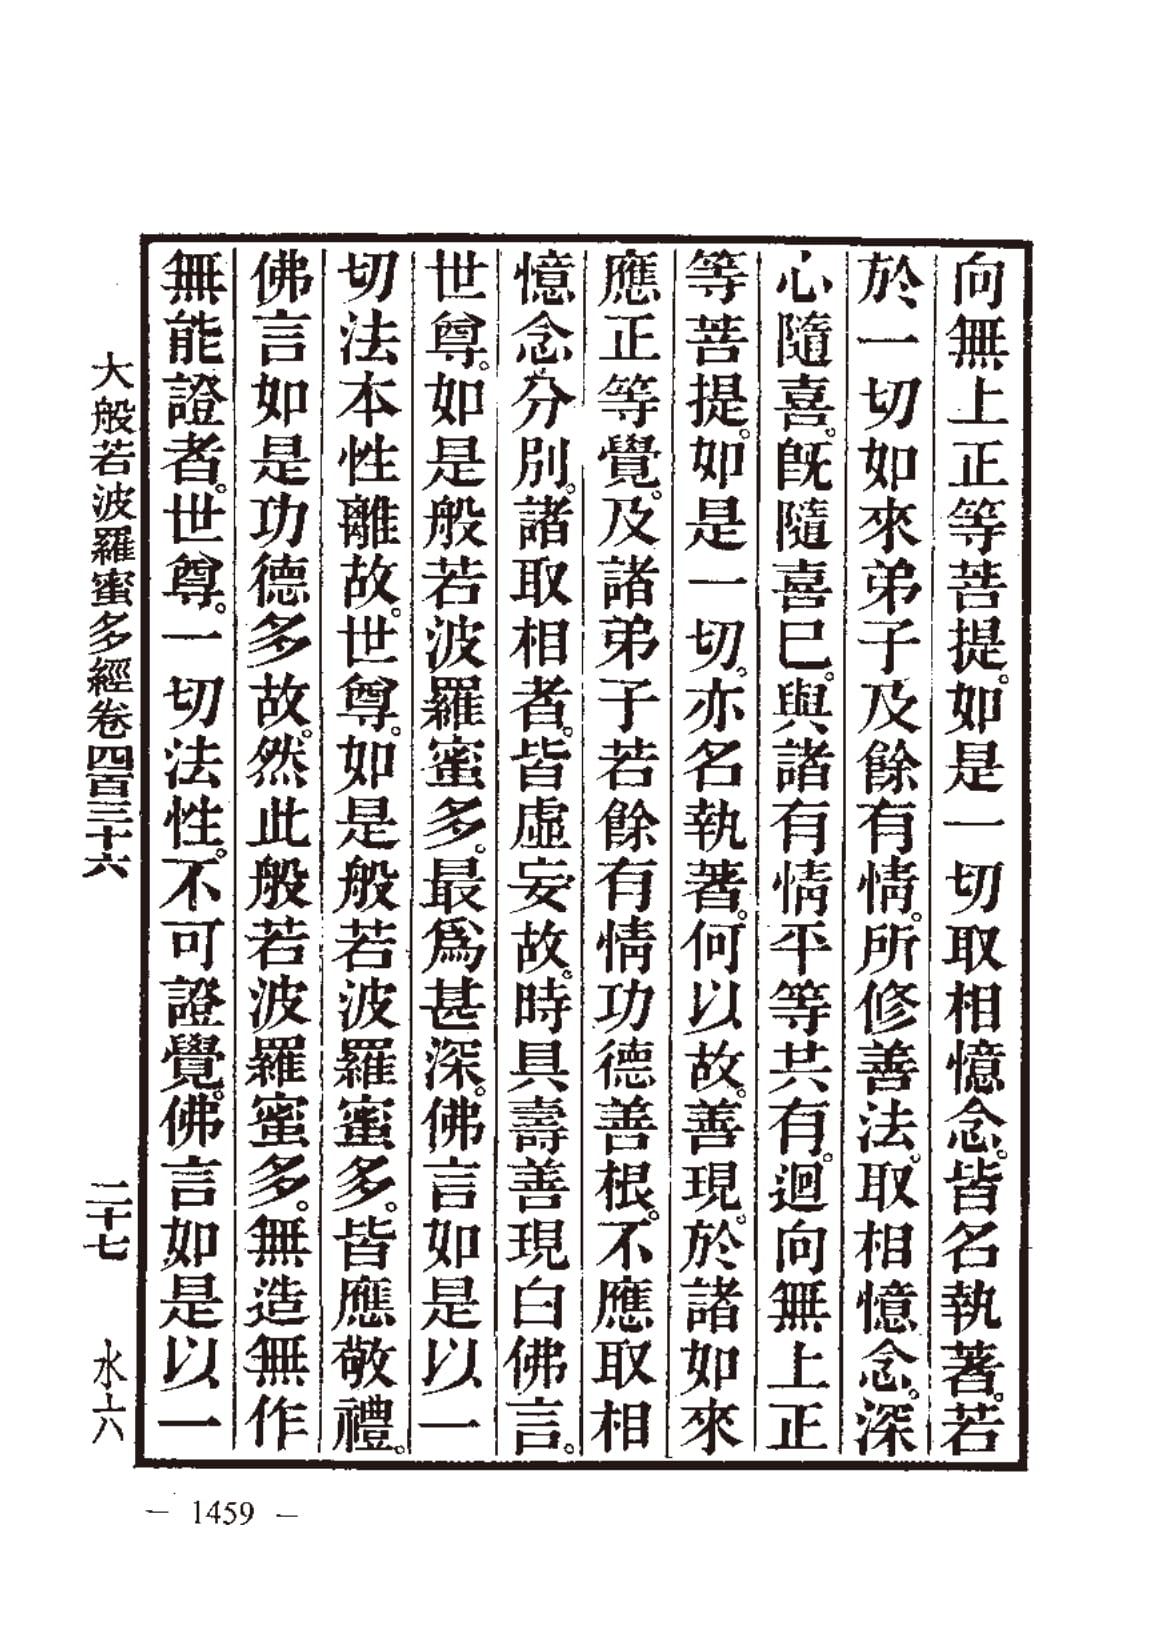 向無上正等菩提。如是一切取相憶念。皆名執著。若
於一切如來弟子及餘有情。所修善法。取相憶念。深
心隨喜。既隨喜已。與諸有情平等共有。迴向無上正
等菩提。如是一切。亦名執著。何以故。善現。於諸如來
應正等覺。及諸弟子若餘有情功德善根。不應取相
憶念分別。諸取相者。皆虛妄故。時具壽善現白佛言。
世尊。如是般若波羅蜜多。最為甚深。佛言如是以一
切法本性離故。世尊。如是般若波羅蜜多。皆應敬禮。
佛言如是功德多故。然此般若波羅蜜多。無造無作
無能證者。世尊。一切法性。不可證覺。佛言如是以一
大般若波羅蜜多經卷四百三十六 二十七 水六
— 1459 —